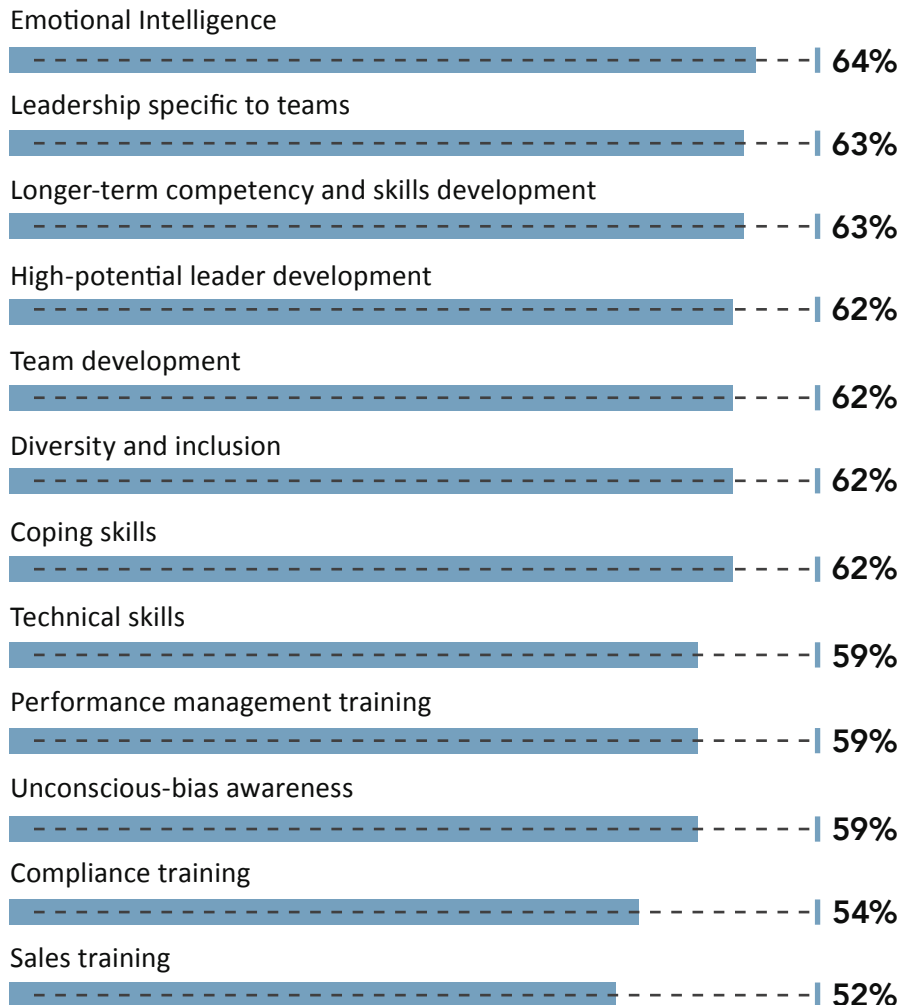 Emotional Intelligence
64%
Leadership specific to teams
63%
Longer-term competency and skills development
63%
High-potential leader development
62%
Team development
62%
Diversity and inclusion
62%
Coping skills
62%
Technical skills
59%
Performance management training
59%
Unconscious-bias awareness
59%
Compliance training
54%
Sales training
52%